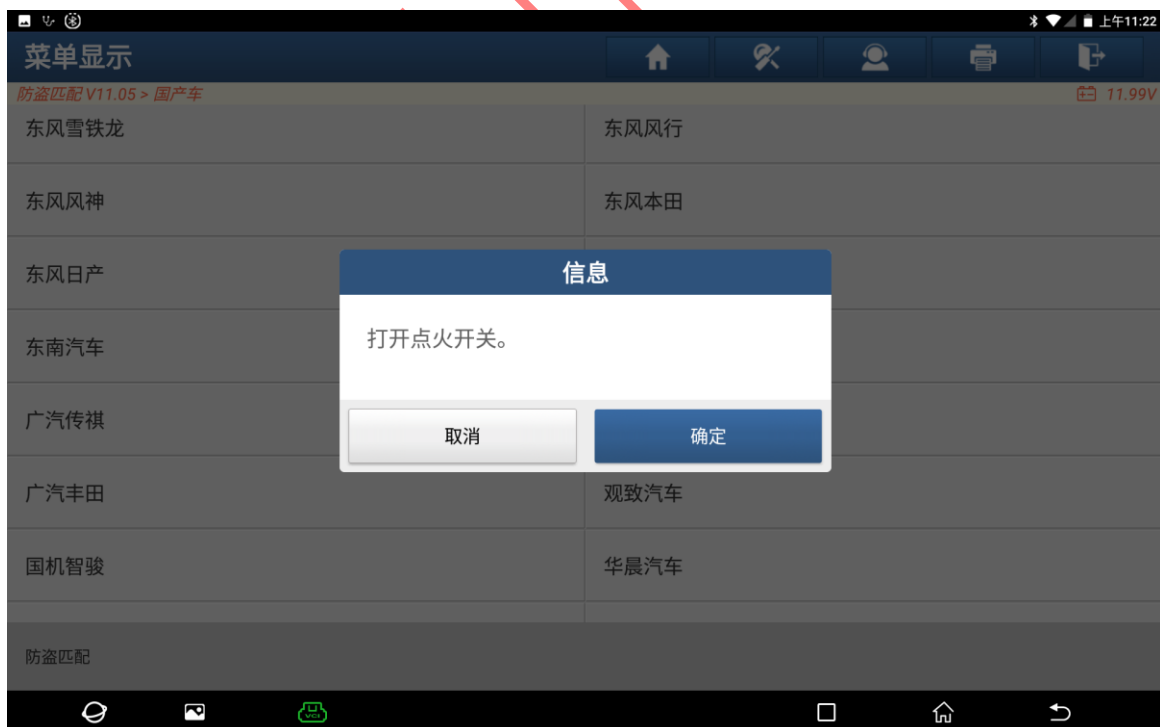 上午11:22
菜单显示
防盗匹配 V11.05 > 国产车
11.99V
东风雪铁龙
东风风行
东风风神
东风本田
东风日产
信息
打开点火开关。
东南汽车
广汽传祺
取消
确定
广汽丰田
观致汽车
国机智骏
华晨汽车
防盗匹配
VCI